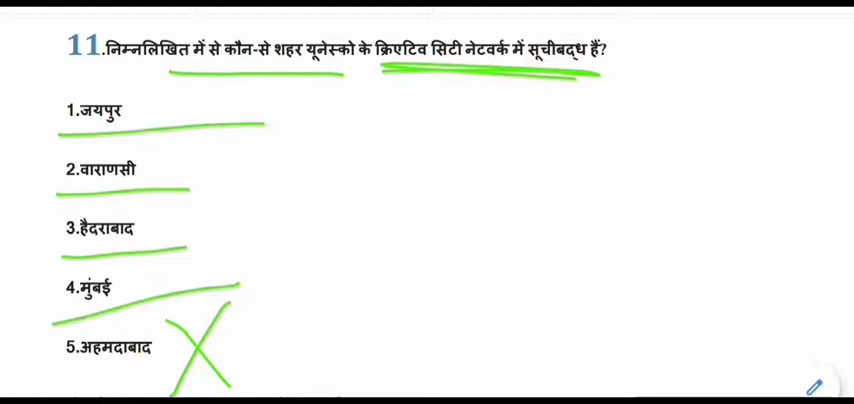 11.निम्नलिखित में से कौन-से शहर यूनेस्को के क्रिएटिव सिटी नेटवर्क में सूचीबद्ध हैं?
1.जयपुर
2.वाराणसी
3.हैदराबाद
4.मुंबई
5.अहमदाबाद